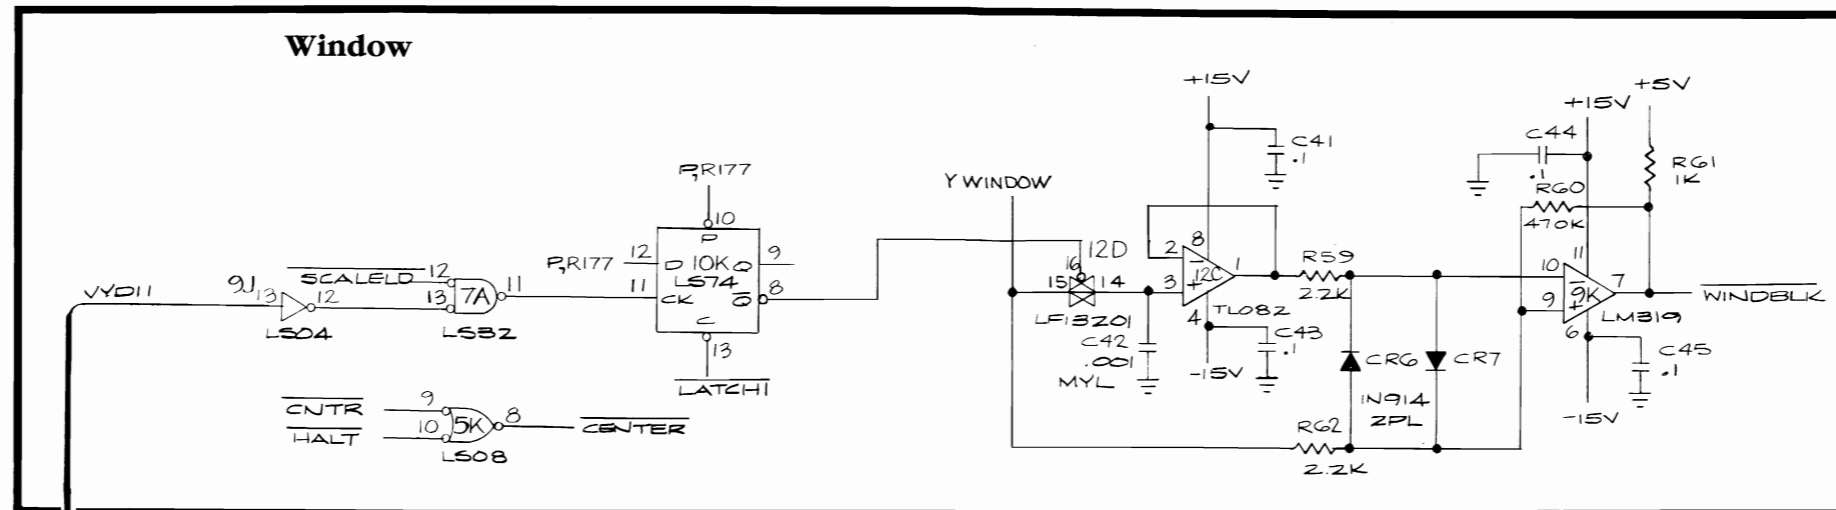 Window
VYD11
9J
13
12
LS04
SCALELD
12
13
7A
11
LS32
CNTR
9
HALT
10
5K
8
CENTER
LS08
P,R177
10
P
P,R177
12
D
10K
Q
9
LS74
11
CK
Q
8
C
13
LATCH1
Y WINDOW
12D
16
15
14
LF13201
C42
.001
MYL
+15V
C41
.1
2
8
−
12C
1
3
+
4
TL082
C43
.1
-15V
R59
2.2K
CR6
CR7
1N914
2PL
R62
2.2K
+15V
+5V
C44
.1
R60
470K
R61
1K
11
10
−
9K
7
9
+
LM319
6
WINDBLK
C45
.1
-15V